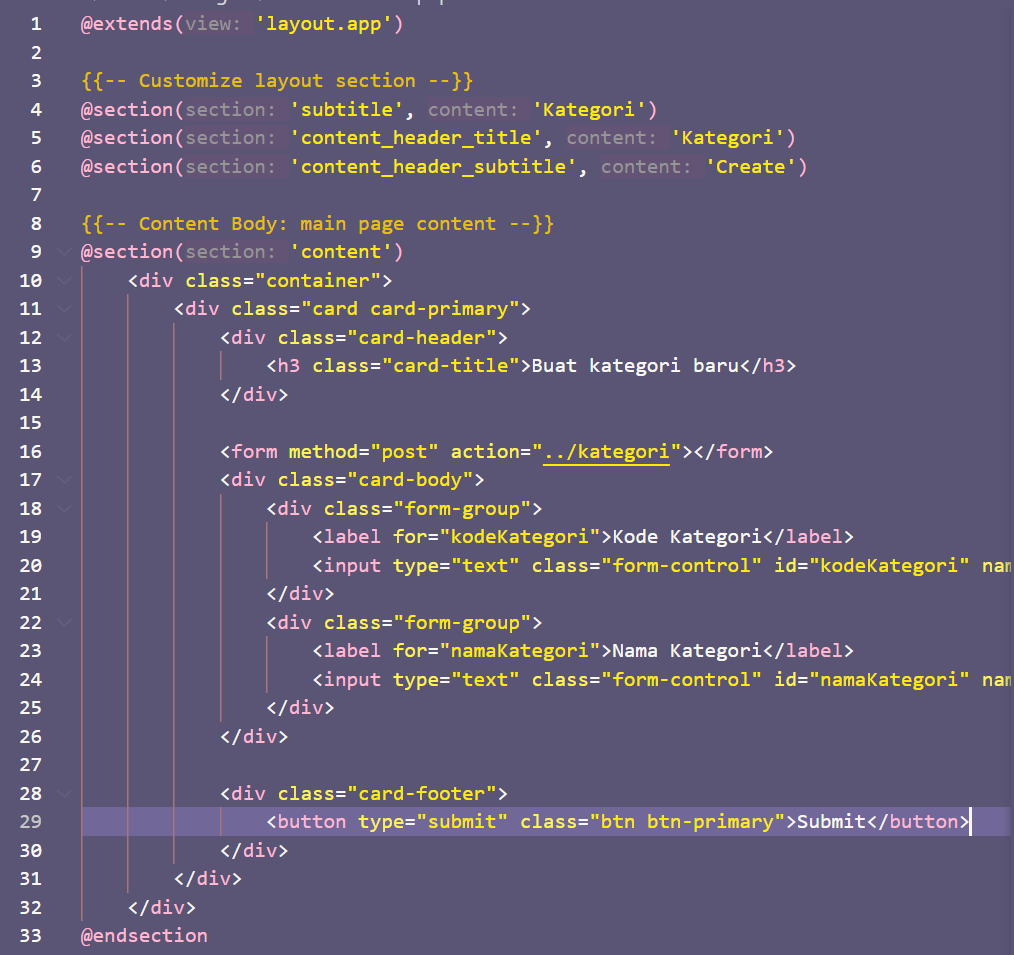 1 @extends(view: 'layout.app')
2
3 {{-- Customize layout section --}}
4 @section(section: 'subtitle', content: 'Kategori')
5 @section(section: 'content_header_title', content: 'Kategori')
6 @section(section: 'content_header_subtitle', content: 'Create')
7
8 {{-- Content Body: main page content --}}
9 @section(section: 'content')
10 <div class="container">
11 <div class="card card-primary">
12 <div class="card-header">
13 <h3 class="card-title">Buat kategori baru</h3>
14 </div>
15
16 <form method="post" action="../kategori"></form>
17 <div class="card-body">
18 <div class="form-group">
19 <label for="kodeKategori">Kode Kategori</label>
20 <input type="text" class="form-control" id="kodeKategori" nam
21 </div>
22 <div class="form-group">
23 <label for="namaKategori">Nama Kategori</label>
24 <input type="text" class="form-control" id="namaKategori" nam
25 </div>
26 </div>
27
28 <div class="card-footer">
29 <button type="submit" class="btn btn-primary">Submit</button>
30 </div>
31 </div>
32 </div>
33 @endsection